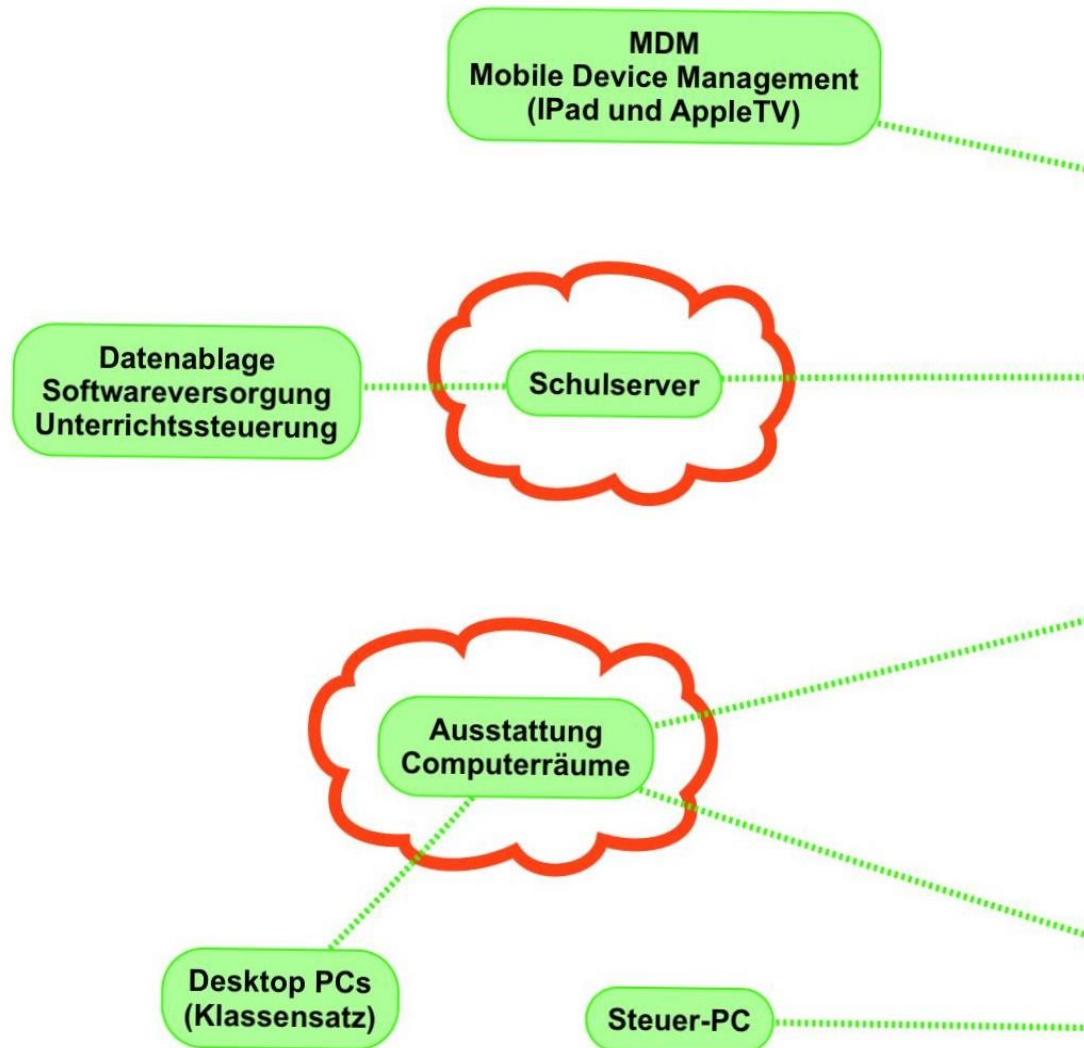 MDM
Mobile Device Management
(IPad und AppleTV)
Datenablage
Softwareversorgung
Unterrichtssteuerung
Schulserver
Ausstattung
Computerräume
Desktop PCs
(Klassensatz)
Steuer-PC